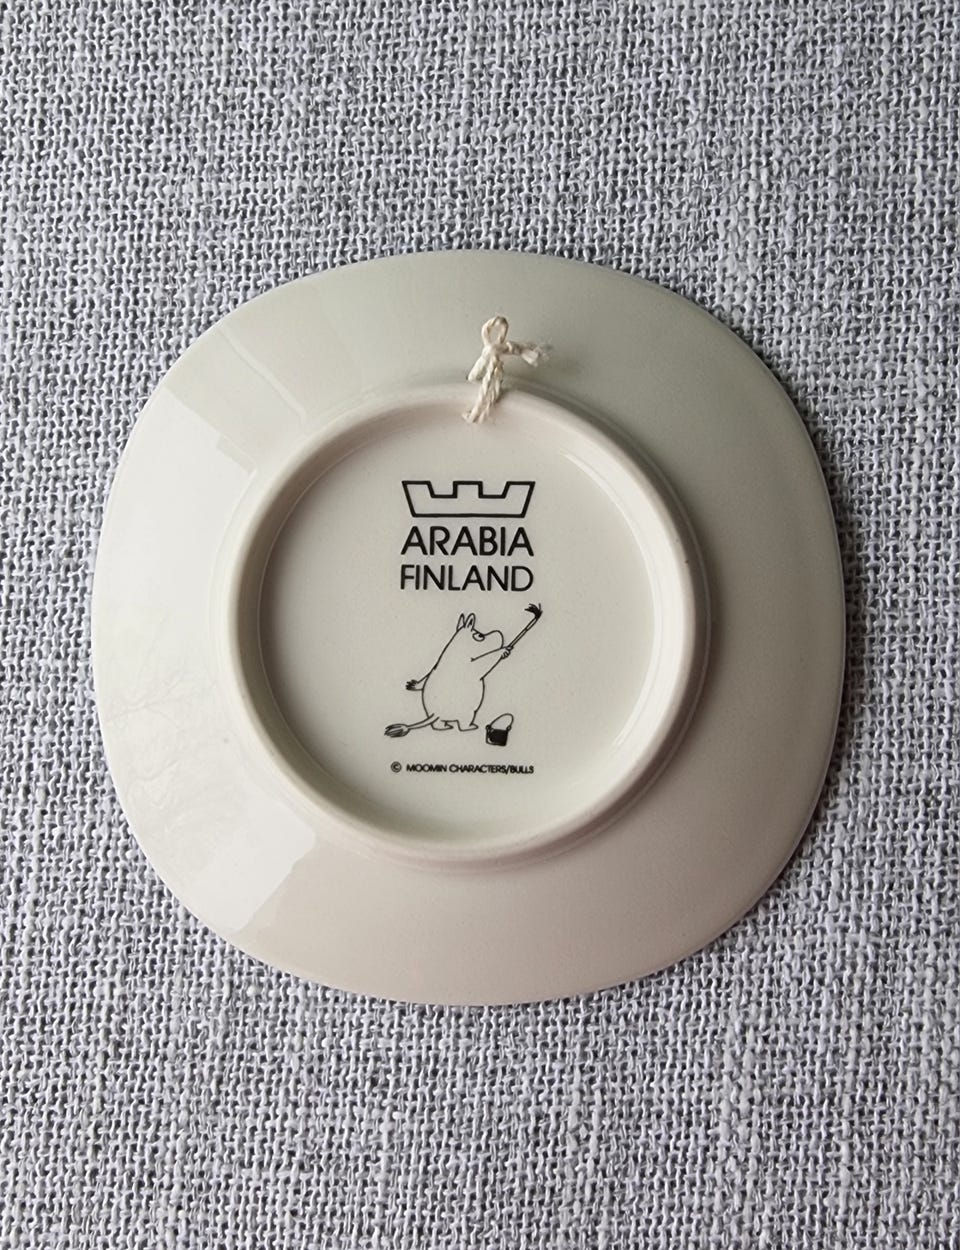 ARABIA
FINLAND
© MOOMIN CHARACTERS/BULLS